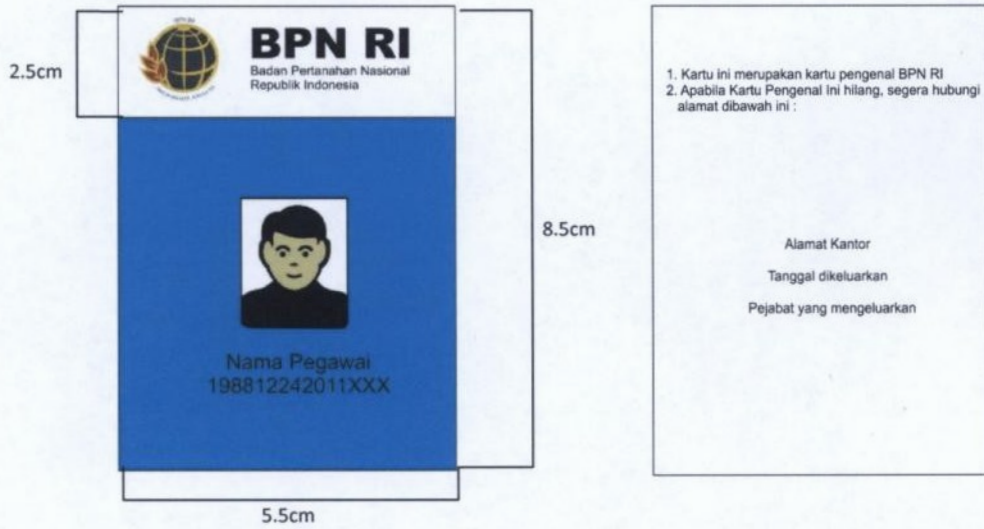 2.5cm
BPN RI
Badan Pertanahan Nasional
Republik Indonesia
8.5cm
Nama Pegawai
198812242011XXX
5.5cm
1. Kartu ini merupakan kartu pengenal BPN RI
2. Apabila Kartu Pengenal Ini hilang, segera hubungi
alamat dibawah ini :
Alamat Kantor
Tanggal dikeluarkan
Pejabat yang mengeluarkan